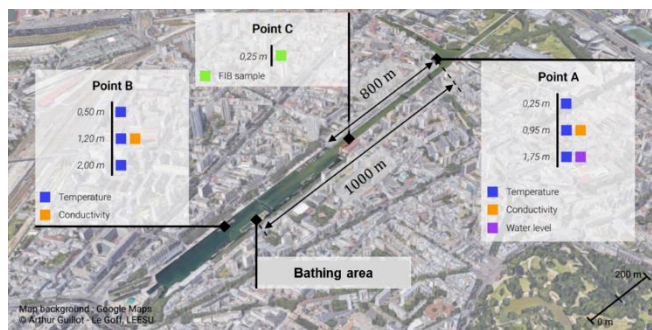 Point C
0,25 m
FIB sample
Point B
0,50 m
1,20 m
2,00 m
Temperature
Conductivity
800 m
1000 m
Point A
0,25 m
0,95 m
1,75 m
Temperature
Conductivity
Water level
Bathing area
200 m
0 m
Map background : Google Maps
© Arthur Guillot - Le Goff, LEESU